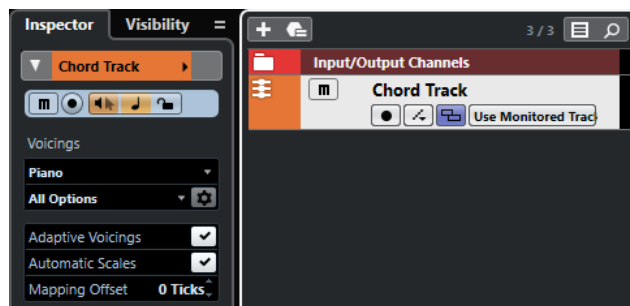 Inspector
Visibility
Chord Track
m
Voicings
Piano
All Options
Adaptive Voicings
Automatic Scales
Mapping Offset 0 Ticks
3 / 3
Input/Output Channels
m Chord Track
Use Monitored Trac